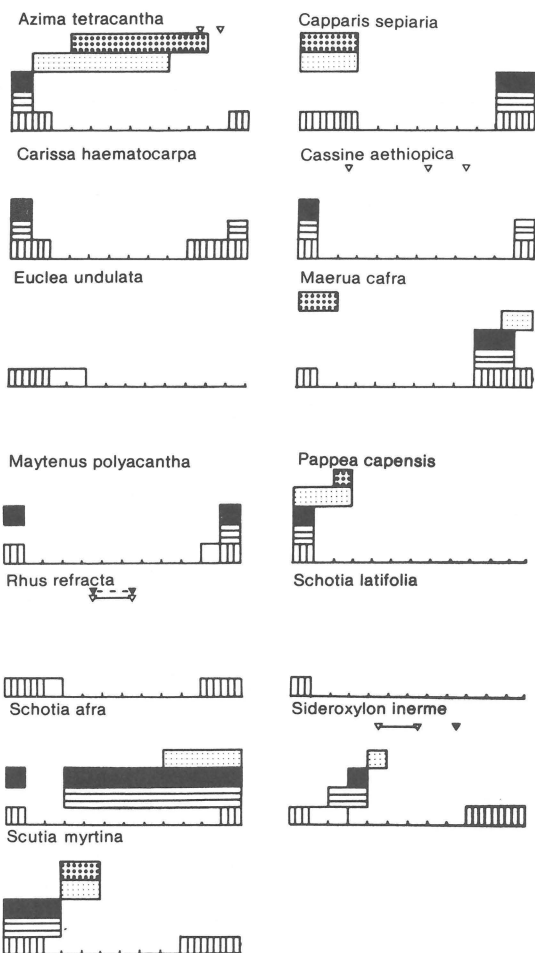 Azima tetracantha
Capparis sepiaria
Carissa haematocarpa
Cassine aethiopica
Euclea undulata
Maerua cafra
Maytenus polyacantha
Pappea capensis
Rhus refracta
Schotia latifolia
Schotia afra
Sideroxylon inerme
Scutia myrtina